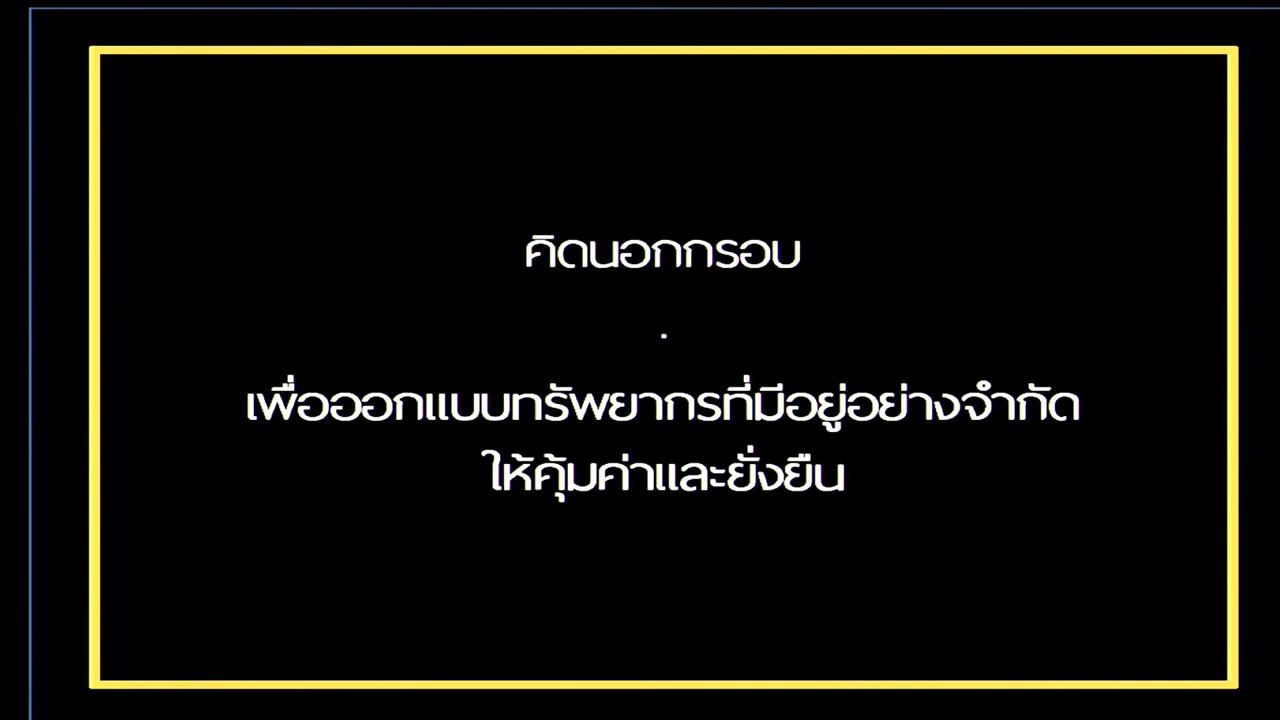 คิดนอกกรอบ
.
เพื่อออกแบบทรัพยากรที่มีอยู่อย่างจำกัด
ให้คุ้มค่าและยั่งยืน